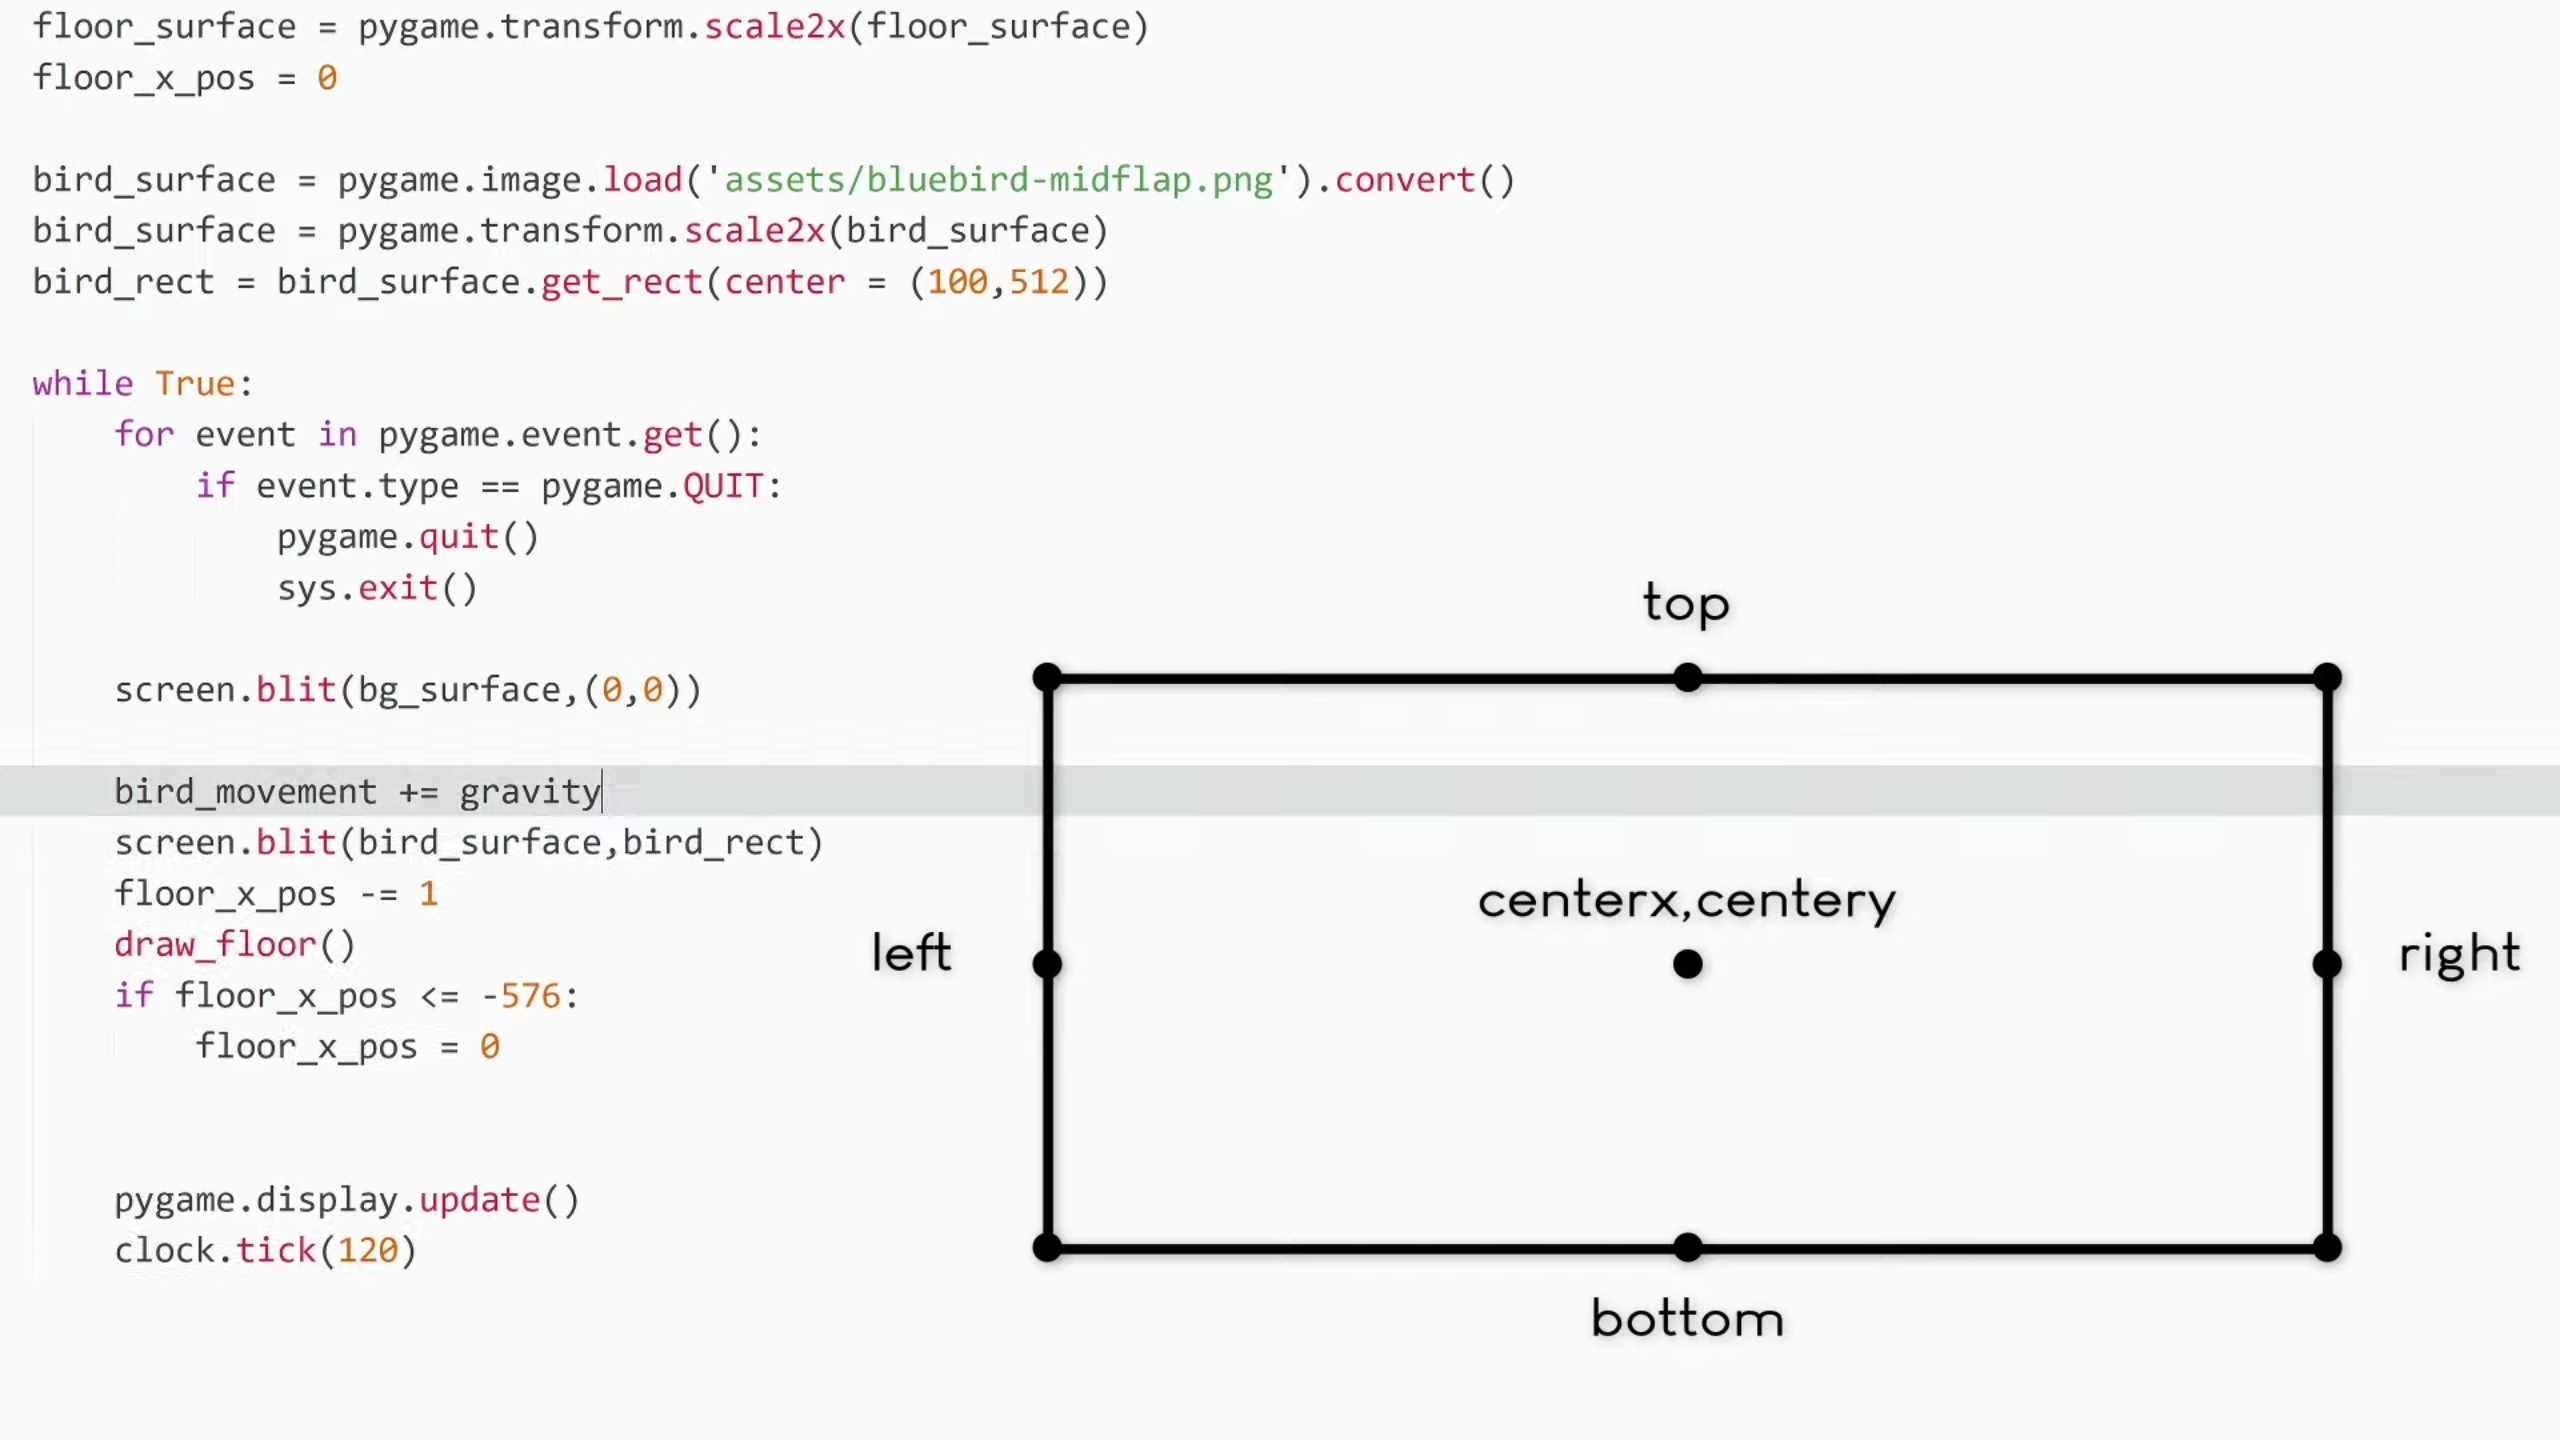 floor_surface = pygame.transform.scale2x(floor_surface)
floor_x_pos = 0
bird_surface = pygame.image.load('assets/bluebird-midflap.png').convert()
bird_surface = pygame.transform.scale2x(bird_surface)
bird_rect = bird_surface.get_rect(center = (100,512))
while True:
    for event in pygame.event.get():
        if event.type == pygame.QUIT:
            pygame.quit()
            sys.exit()
    screen.blit(bg_surface,(0,0))
    bird_movement += gravity
    screen.blit(bird_surface,bird_rect)
    floor_x_pos -= 1
    draw_floor()
    if floor_x_pos <= -576:
        floor_x_pos = 0
    pygame.display.update()
    clock.tick(120)
top
centerx,centery
left
right
bottom